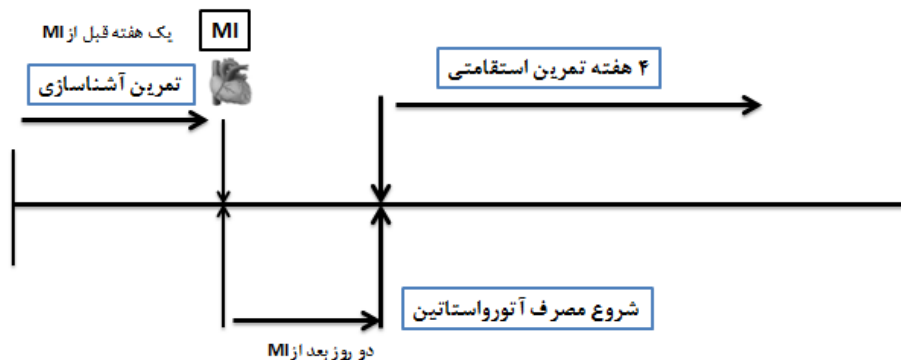 یک هفته قبل از MI
MI
تمرین آشناسازی
۴ هفته تمرین استقامتی
شروع مصرف آتورواستاتین
دو روز بعد از MI